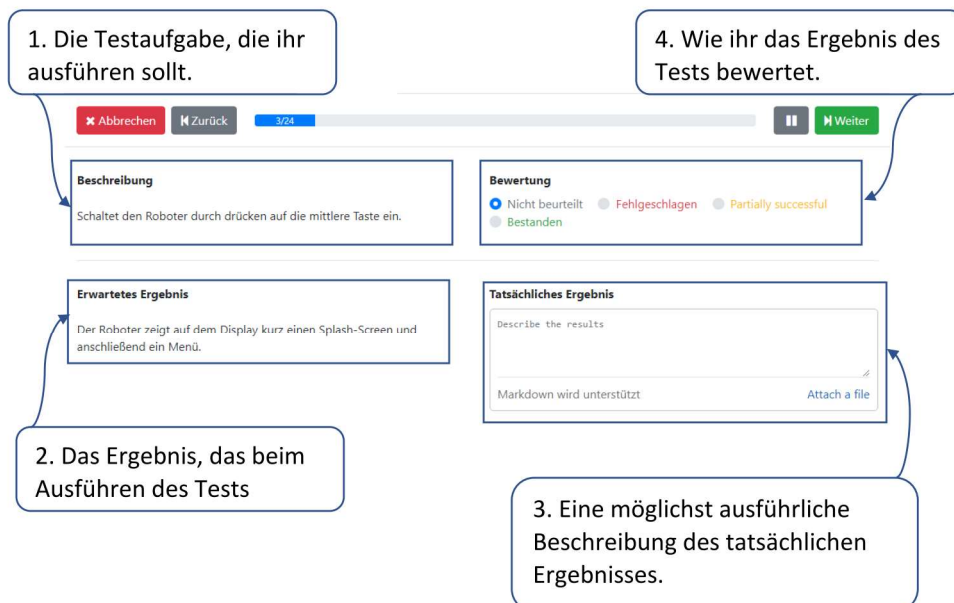 1. Die Testaufgabe, die ihr
ausführen sollt.
4. Wie ihr das Ergebnis des
Tests bewertet.
Abbrechen
Zurück
3/24
Weiter
Beschreibung
Schaltet den Roboter durch drücken auf die mittlere Taste ein.
Bewertung
Nicht beurteilt
Fehlgeschlagen
Partially successful
Bestanden
Erwartetes Ergebnis
Der Roboter zeigt auf dem Display kurz einen Splash-Screen und
anschließend ein Menü.
Tatsächliches Ergebnis
Describe the results
Markdown wird unterstützt
Attach a file
2. Das Ergebnis, das beim
Ausführen des Tests
3. Eine möglichst ausführliche
Beschreibung des tatsächlichen
Ergebnisses.